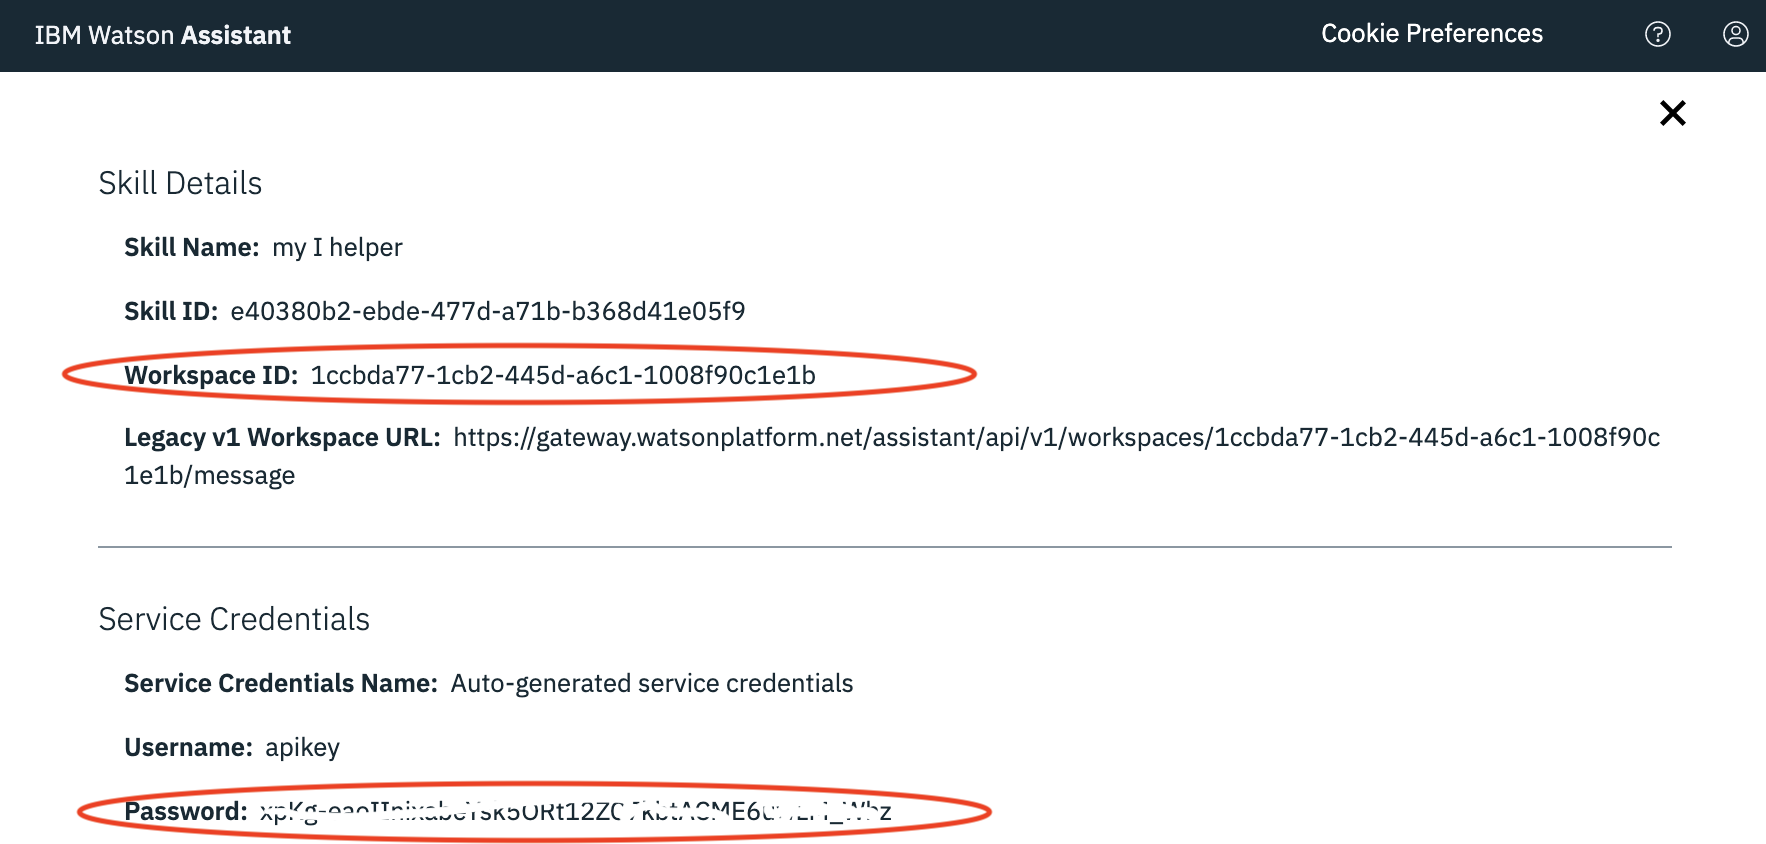 IBM Watson Assistant
Cookie Preferences
Skill Details
Skill Name: my I helper
Skill ID: e40380b2-ebde-477d-a71b-b368d41e05f9
Workspace ID: 1ccbda77-1cb2-445d-a6c1-1008f90c1e1b
Legacy v1 Workspace URL: https://gateway.watsonplatform.net/assistant/api/v1/workspaces/1ccbda77-1cb2-445d-a6c1-1008f90c
1e1b/message
Service Credentials
Service Credentials Name: Auto-generated service credentials
Username: apikey
Password: